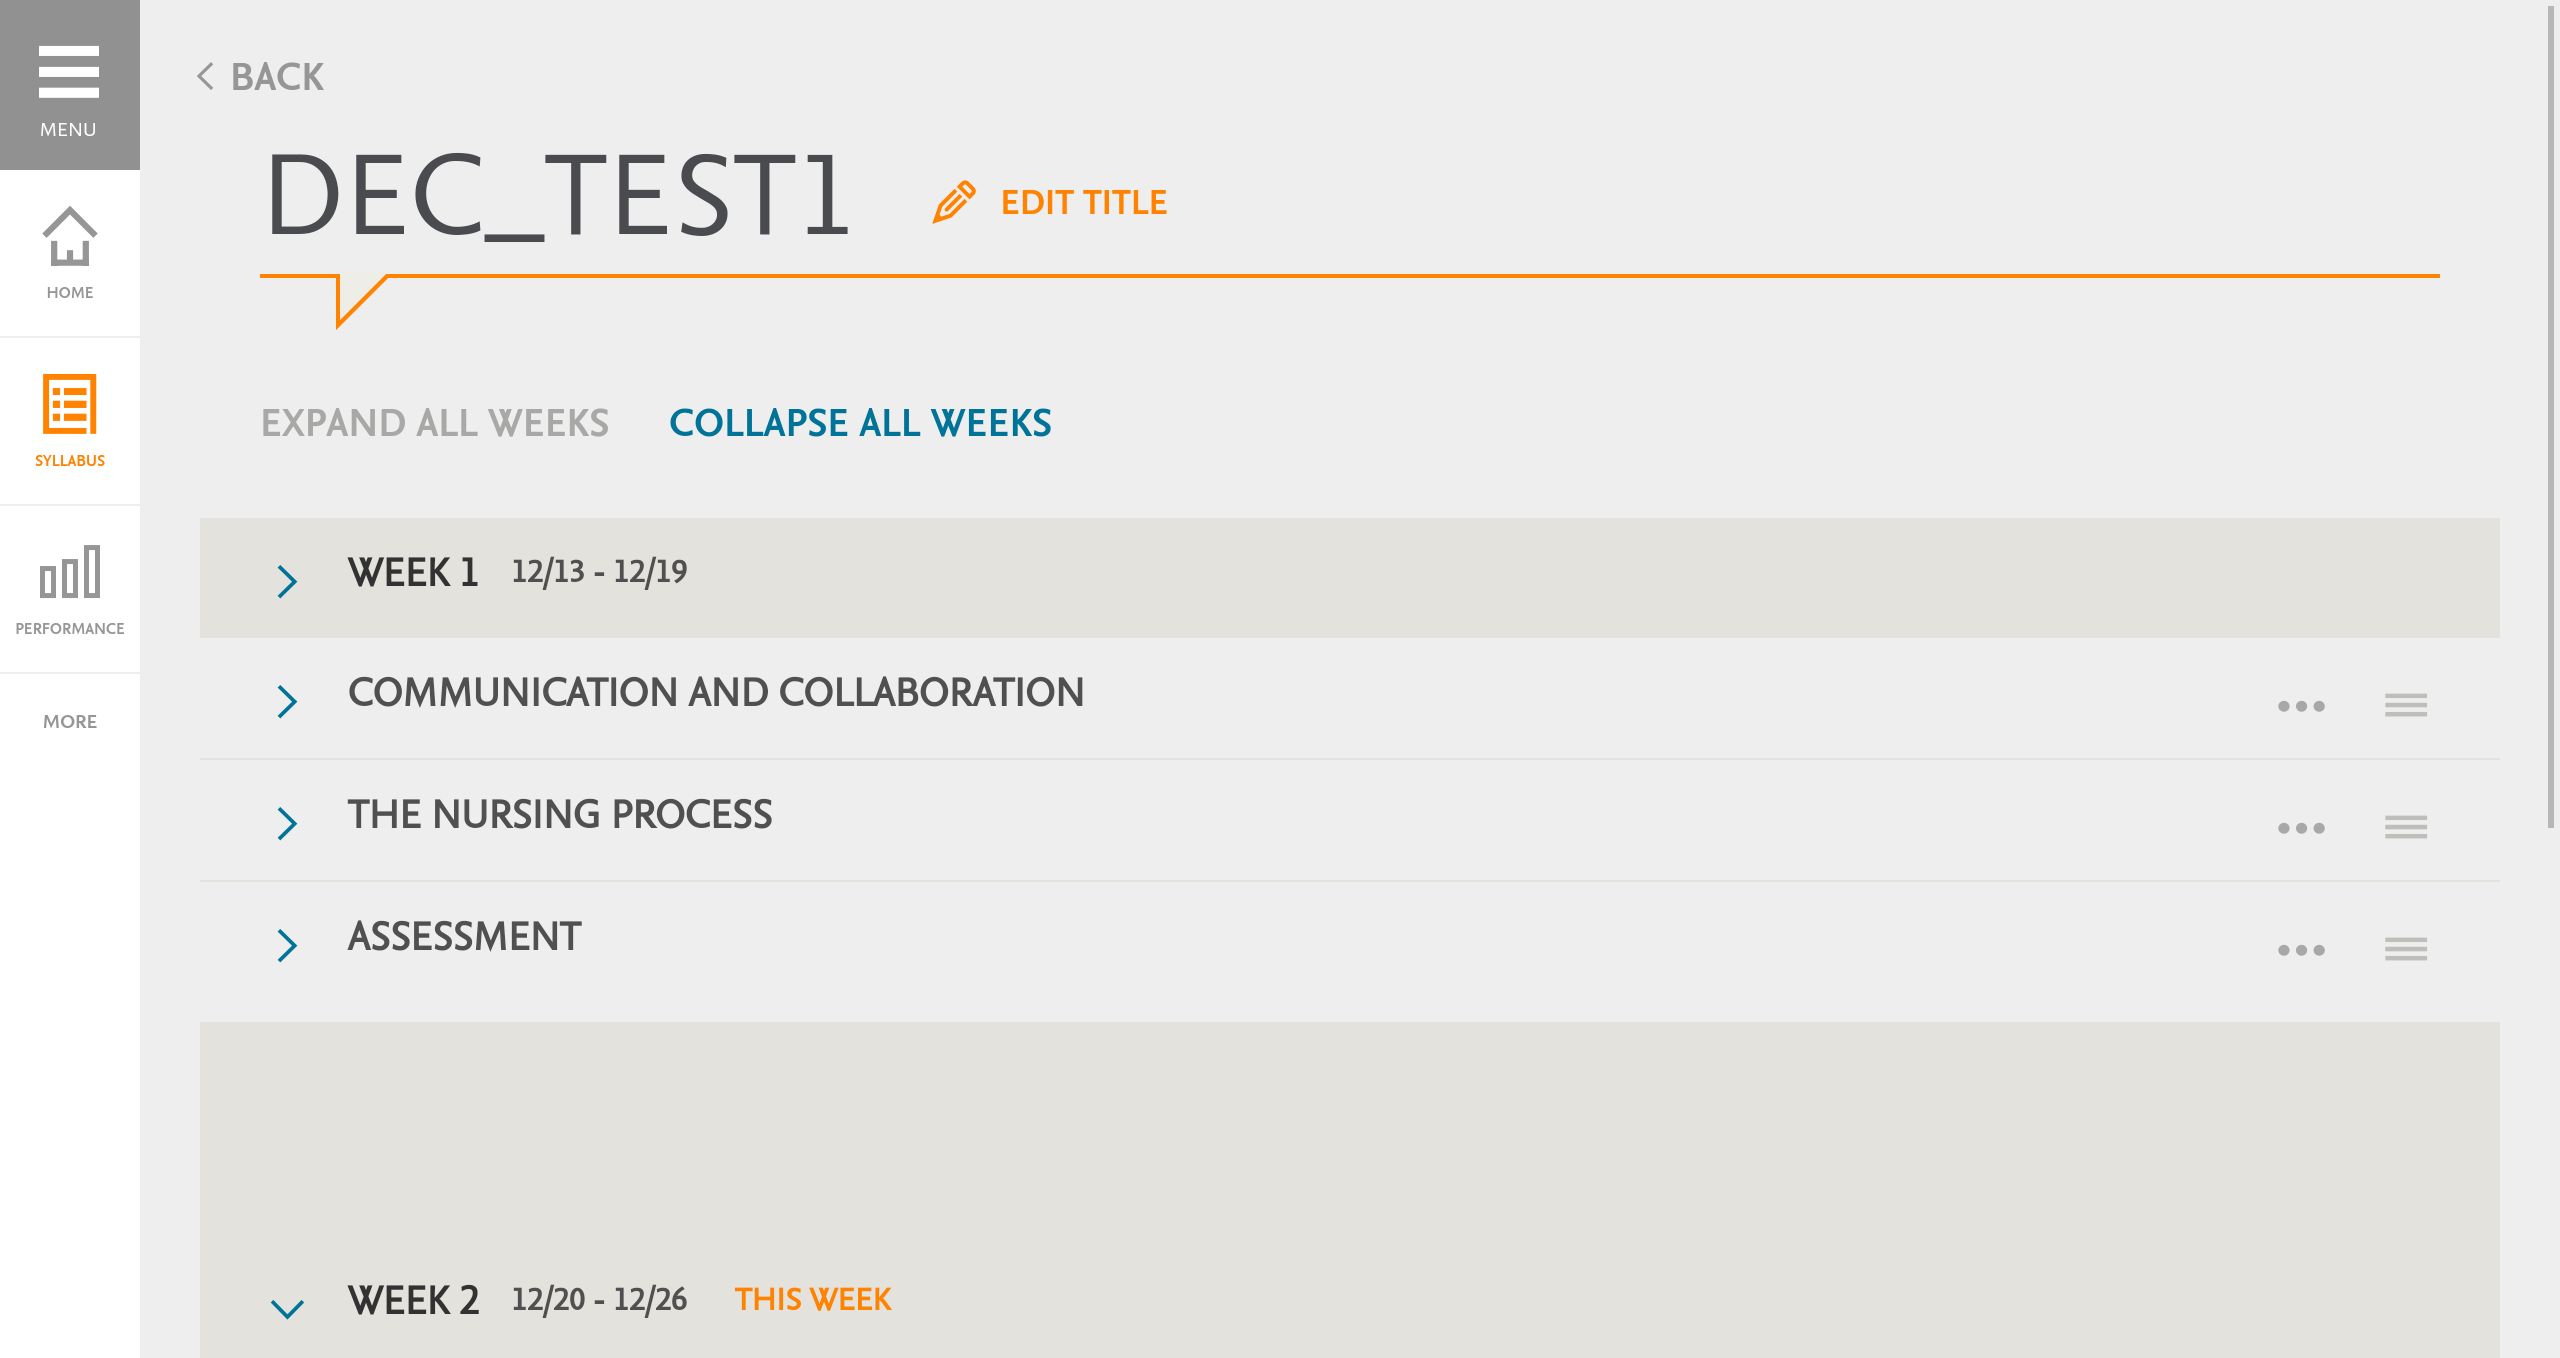 MENU
HOME
SYLLABUS
PERFORMANCE
MORE
BACK
DEC_TEST1
EDIT TITLE
EXPAND ALL WEEKS COLLAPSE ALL WEEKS
WEEK 1 12/13 - 12/19
COMMUNICATION AND COLLABORATION
THE NURSING PROCESS
ASSESSMENT
WEEK 2 12/20 - 12/26 THIS WEEK